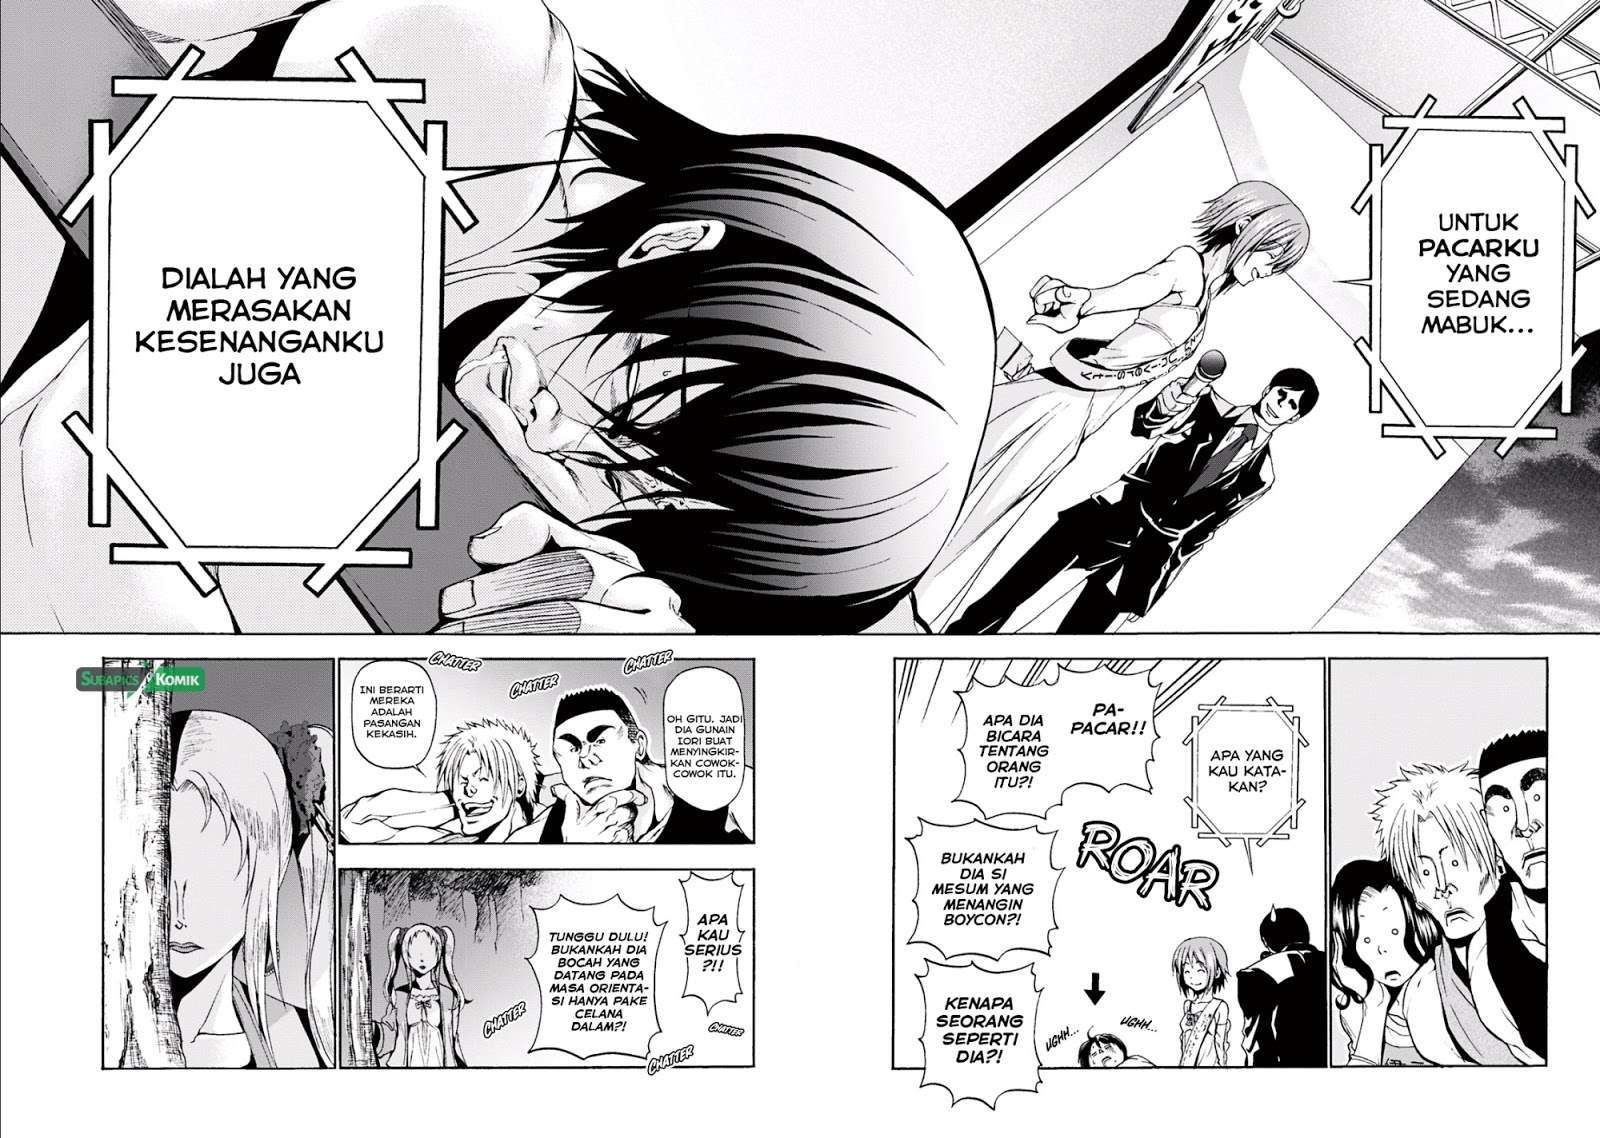 UNTUK
PACARKU
YANG
SEDANG
MABUK...
DIALAH YANG
MERASAKAN
KESENANGANKU
JUGA
APA YANG
KAU KATA-
KAN?
PA-
PACAR!!
APA DIA
BICARA
TENTANG
ORANG
ITU?!
ROAR
BUKANKAH
DIA SI
MESUM YANG
MENANGIN
BOYCON?!
KENAPA
SEORANG
SEPERTI
DIA?!
UGHH...
UGHH...
CHATTER
CHATTER
CHATTER
OH GITU. JADI
DIA GUNAIN
IORI BUAT
MENYINGKIR-
KAN COWOK-
COWOK ITU.
INI BERARTI
MEREKA
ADALAH
PASANGAN
KEKASIH.
APA
KAU
SERIUS
?!!
TUNGGU DULU!
BUKANKAH DIA
BOCAH YANG
DATANG PADA
MASA ORIENTA-
SI HANYA PAKE
CELANA
DALAM?!
CHATTER
CHATTER
CHATTER
SUBAPICS KOMIK